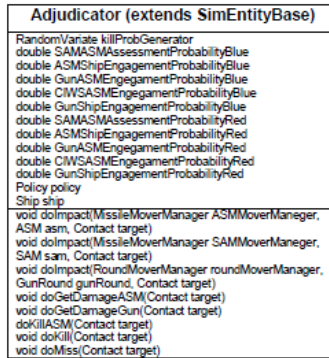 Adjudicator (extends SimEntityBase)
RandomVariate killProbGenerator
double SAMASMAssessmentProbabilityBlue
double ASMShipEngagementProbabilityBlue
double GunASMEngegamentProbabilityBlue
double CIWSASMEngegamentProbabilityBlue
double GunShipEngagementProbabilityBlue
double SAMASMAssessmentProbabilityRed
double ASMShipEngagementProbabilityRed
double GunASMEngegamentProbabilityRed
double CIWSASMEngegamentProbabilityRed
double GunShipEngagementProbabilityRed
Policy policy
Ship ship
void doImpact(MissileMoverManager ASMMoverManeger,
ASM asm, Contact target)
void doImpact(MissileMoverManager SAMMoverManeger,
SAM sam, Contact target)
void doImpact(RoundMoverManager roundMoverManager,
GunRound gunRound, Contact target)
void doGetDamageASM(Contact target)
void doGetDamageGun(Contact target)
doKillASM(Contact target)
void doKill(Contact target)
void doMiss(Contact target)